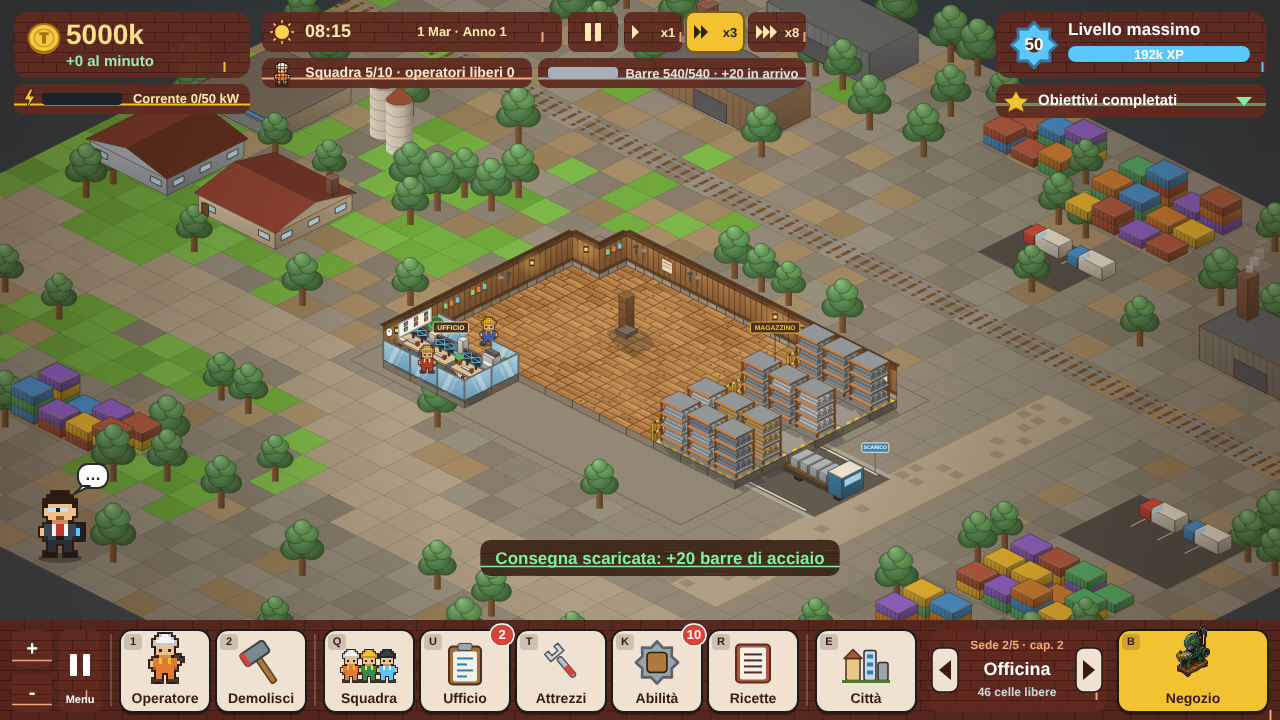 5000k
+0 al minuto
Corrente 0/50 kW
08:15
1 Mar · Anno 1
x1
x3
x8
Squadra 5/10 · operatori liberi 0
Barre 540/540 · +20 in arrivo
50
Livello massimo
192k XP
Obiettivi completati
UFFICIO
MAGAZZINO
SCARICO
...
Consegna scaricata: +20 barre di acciaio
+
-
Menu
1
Operatore
2
Demolisci
Q
Squadra
U
2
Ufficio
T
Attrezzi
K
10
Abilità
R
Ricette
E
Città
Sede 2/5 · cap. 2
Officina
46 celle libere
B
Negozio